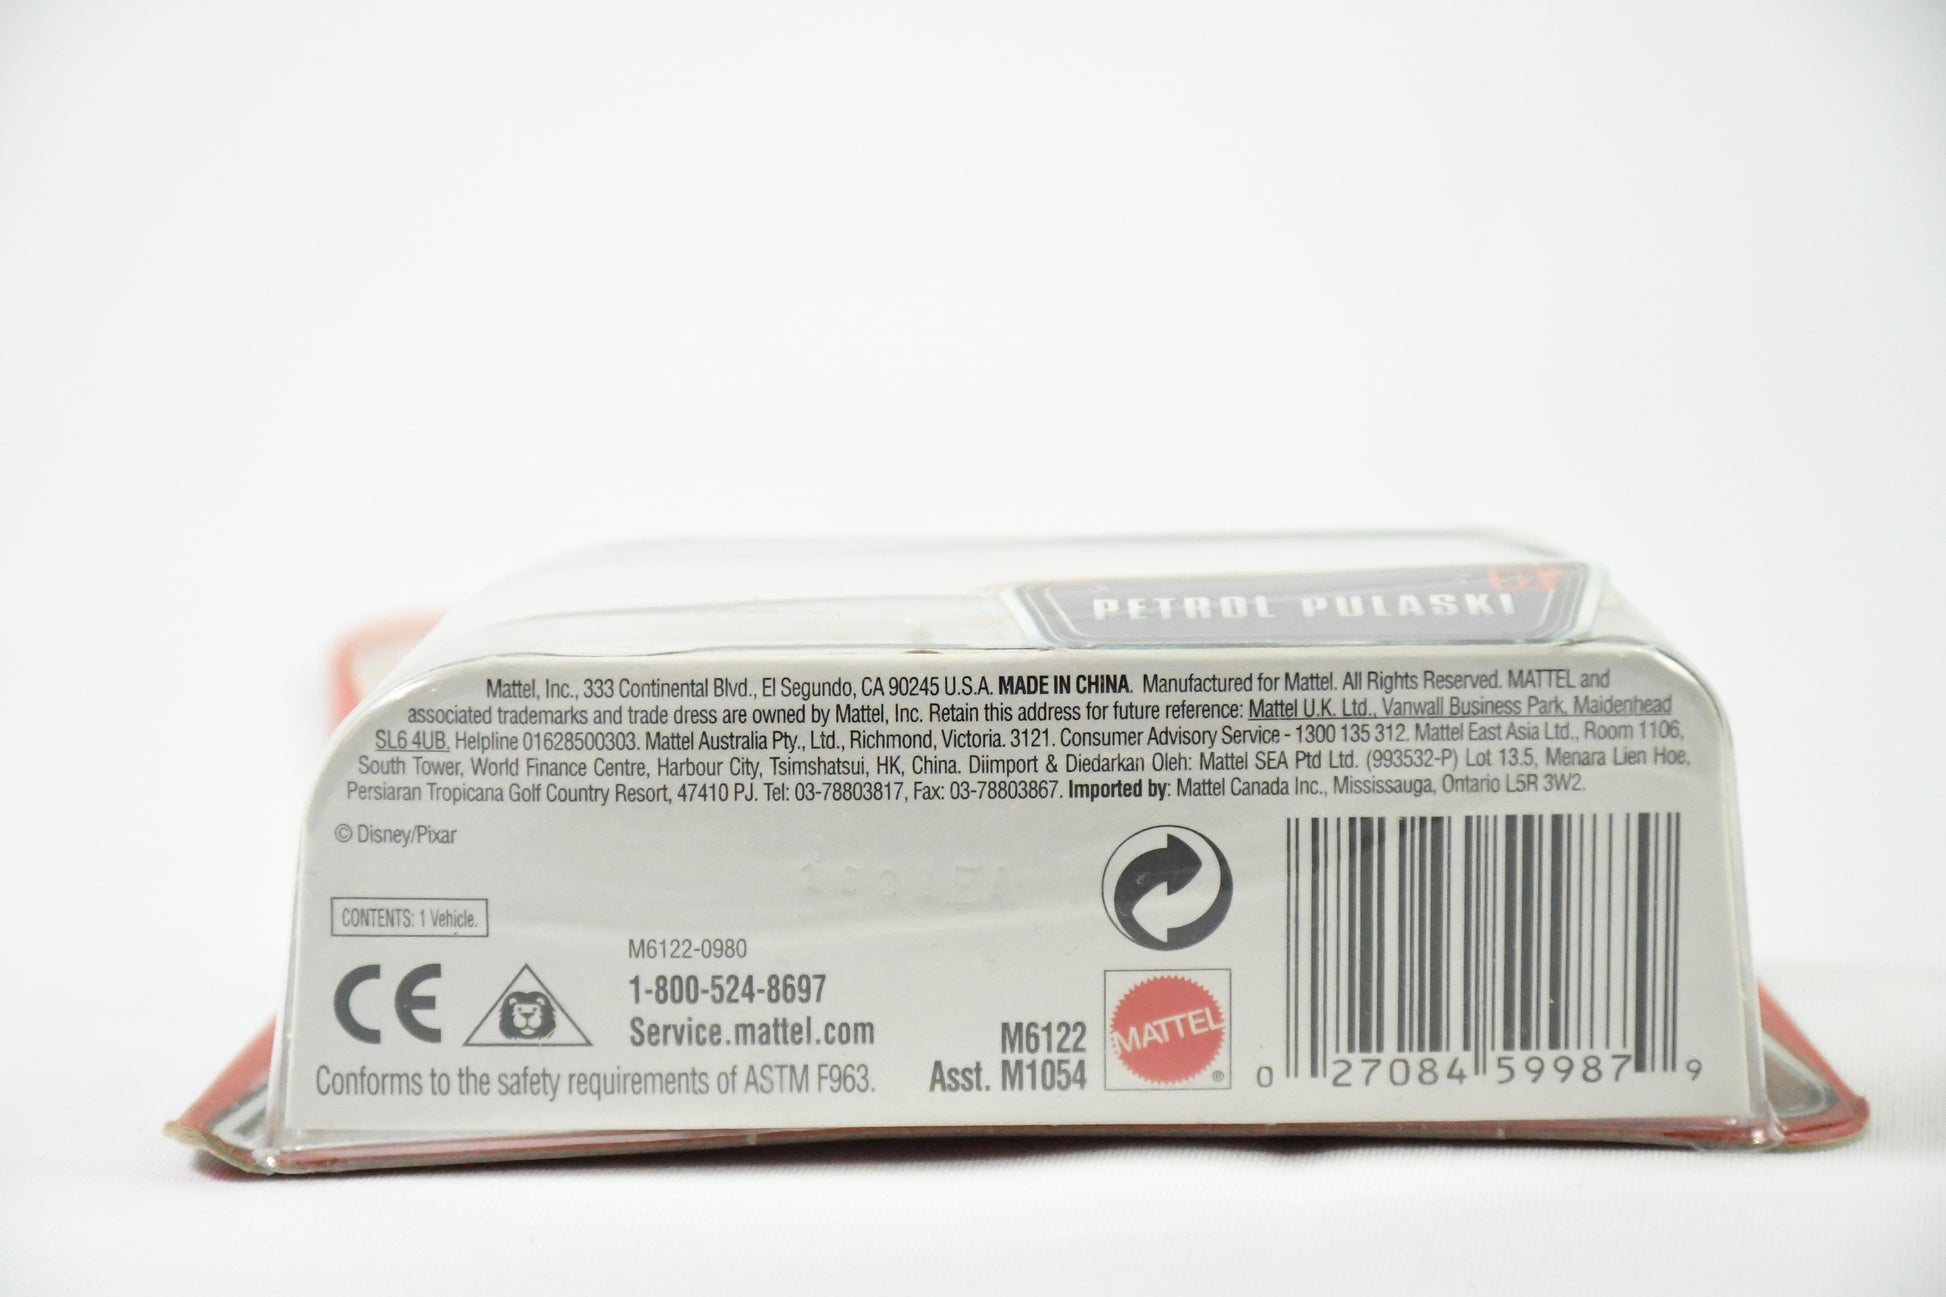 PETROL PULASKI
Mattel, Inc., 333 Continental Blvd., El Segundo, CA 90245 U.S.A. MADE IN CHINA. Manufactured for Mattel. All Rights Reserved. MATTEL and
associated trademarks and trade dress are owned by Mattel, Inc. Retain this address for future reference: Mattel U.K. Ltd., Vanwall Business Park, Maidenhead
SL6 4UB. Helpline 01628500303. Mattel Australia Pty., Ltd., Richmond, Victoria. 3121. Consumer Advisory Service - 1300 135 312. Mattel East Asia Ltd., Room 1106,
South Tower, World Finance Centre, Harbour City, Tsimshatsui, HK, China. Diimport & Diedarkan Oleh: Mattel SEA Ptd Ltd. (993532-P) Lot 13.5, Menara Lien Hoe,
Persiaran Tropicana Golf Country Resort, 47410 PJ. Tel: 03-78803817, Fax: 03-78803867. Imported by: Mattel Canada Inc., Mississauga, Ontario L5R 3W2.
© Disney/Pixar
CONTENTS: 1 Vehicle.
CE
M6122-0980
1-800-524-8697
Service.mattel.com
Conforms to the safety requirements of ASTM F963.
M6122
Asst. M1054
MATTEL
®
0 27084 59987 9